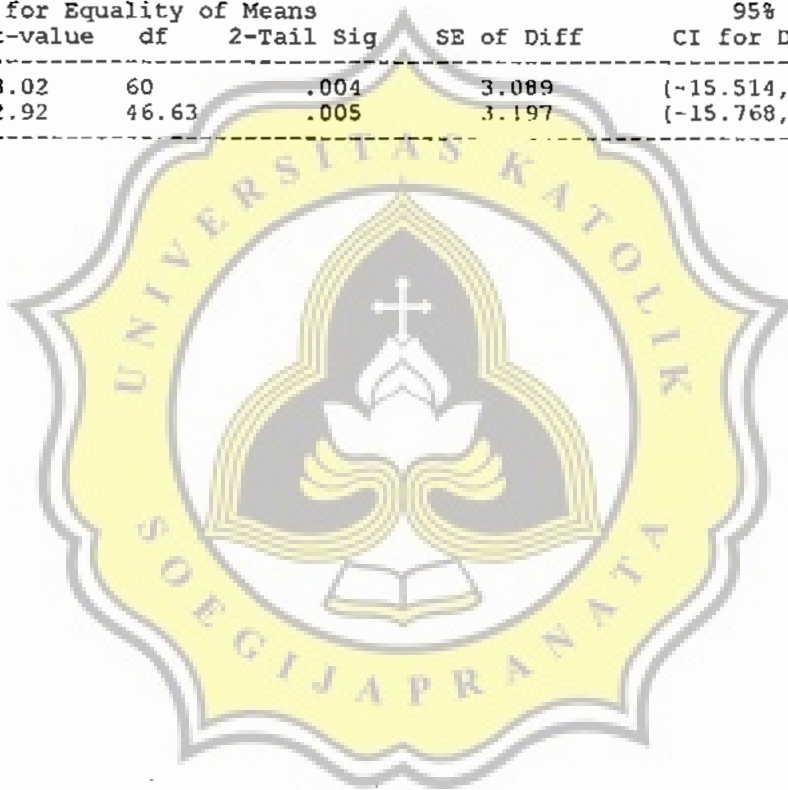 for Equality of Means 95%
t-value df 2-Tail Sig SE of Diff CI for D
.02 60 .004 3.089 (-15.514,
.92 46.63 .005 3.197 (-15.768,
UNIVERSITAS KATOLIK
SOEGIJAPRANATA